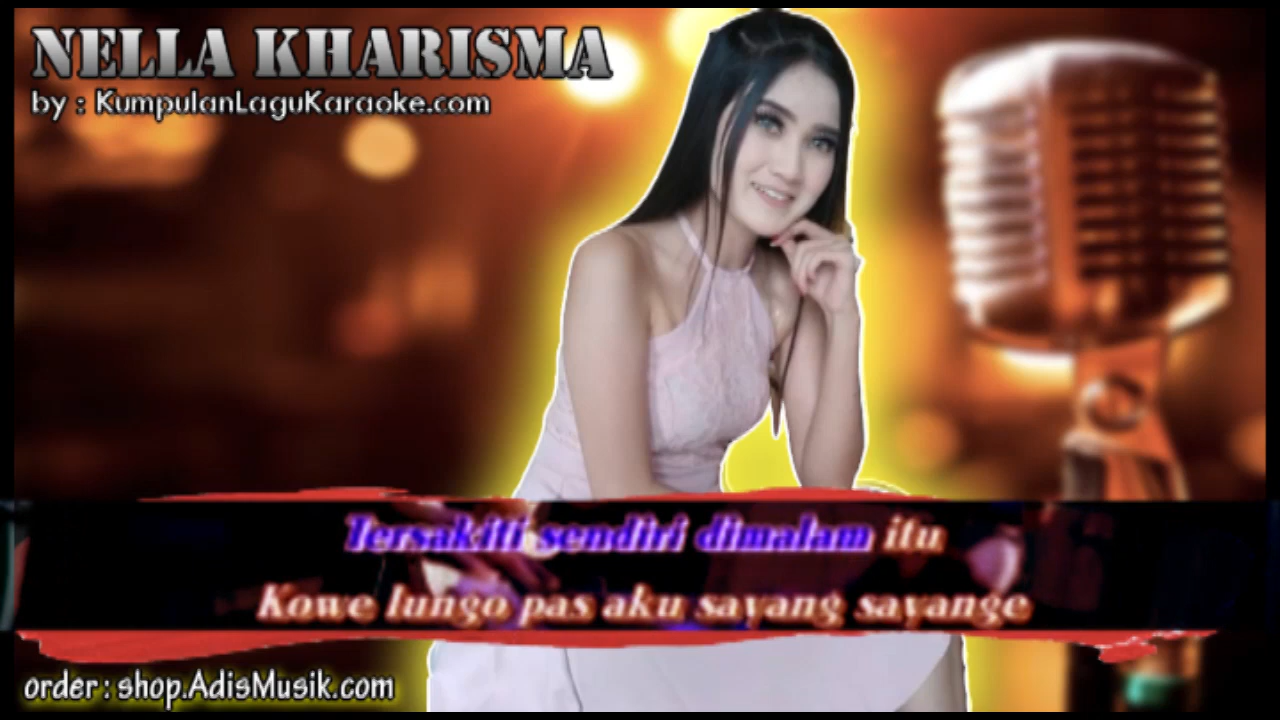 NELLA KHARISMA
by : KumpulanLaguKaraoke.com
Tersakiti sendiri dimalam itu
Kowe lungo pas aku sayang sayange
order : shop.AdisMusik.com